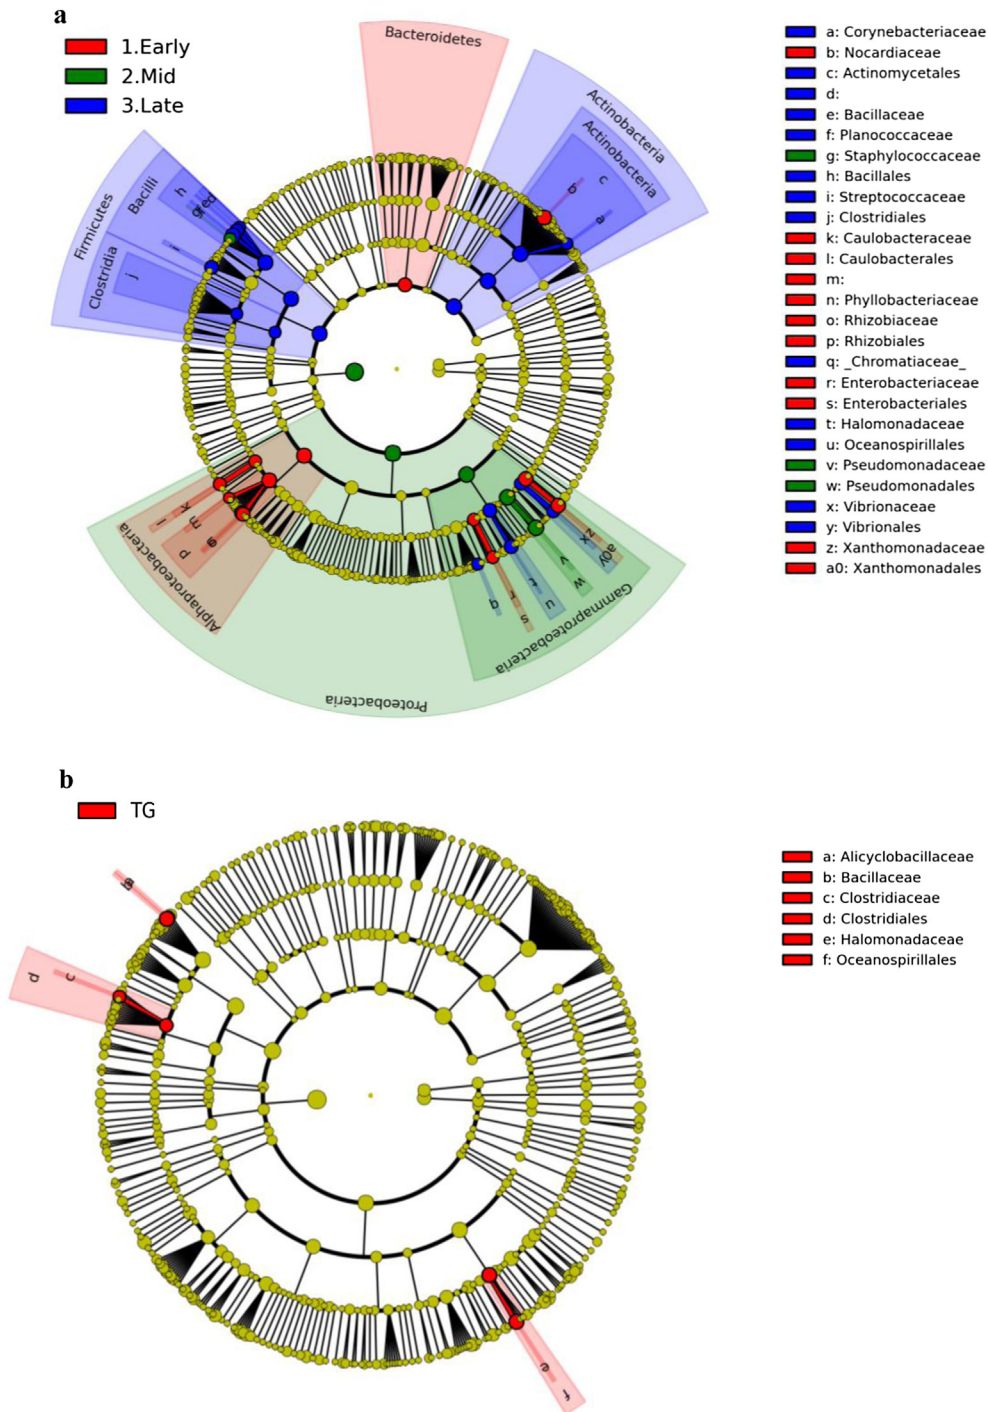 a
1.Early
2.Mid
3.Late
Bacteroidetes
Actinobacteria
Actinobacteria
c
b
a
Firmicutes
Bacilli
h
Clostridia
j
i
Alphaproteobacteria
l
k
m
p
Proteobacteria
Gammaproteobacteria
q
s
r
u
t
w
v
a0
y
x
z
a: Corynebacteriaceae
b: Nocardiaceae
c: Actinomycetales
d:
e: Bacillaceae
f: Planococcaceae
g: Staphylococcaceae
h: Bacillales
i: Streptococcaceae
j: Clostridiales
k: Caulobacteraceae
l: Caulobacterales
m:
n: Phyllobacteriaceae
o: Rhizobiaceae
p: Rhizobiales
q: _Chromatiaceae_
r: Enterobacteriaceae
s: Enterobacteriales
t: Halomonadaceae
u: Oceanospirillales
v: Pseudomonadaceae
w: Pseudomonadales
x: Vibrionaceae
y: Vibrionales
z: Xanthomonadaceae
a0: Xanthomonadales
b
TG
d
c
e
f
a: Alicyclobacillaceae
b: Bacillaceae
c: Clostridiaceae
d: Clostridiales
e: Halomonadaceae
f: Oceanospirillales